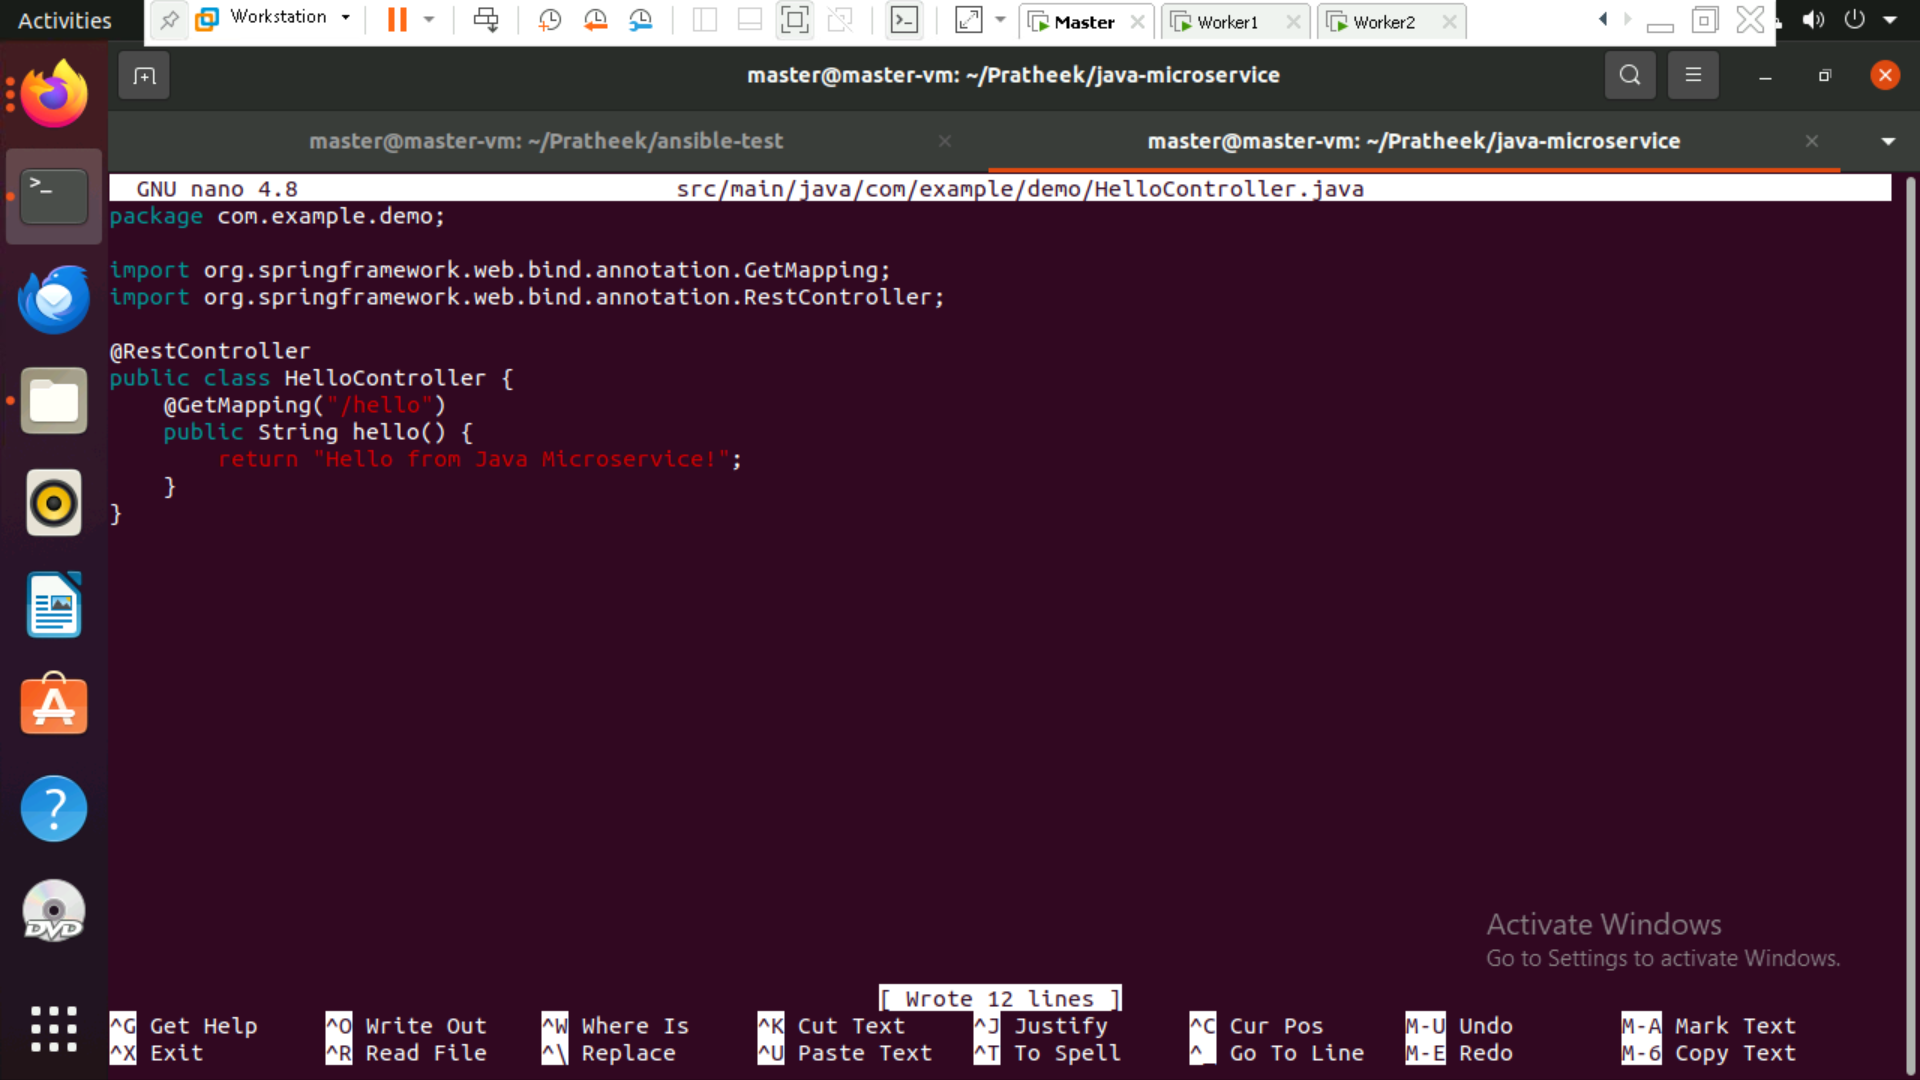 Activities
Workstation
Master
Worker1
Worker2
master@master-vm: ~/Pratheek/java-microservice
master@master-vm: ~/Pratheek/ansible-test
master@master-vm: ~/Pratheek/java-microservice
GNU nano 4.8 src/main/java/com/example/demo/HelloController.java
package com.example.demo;
import org.springframework.web.bind.annotation.GetMapping;
import org.springframework.web.bind.annotation.RestController;
@RestController
public class HelloController {
    @GetMapping("/hello")
    public String hello() {
        return "Hello from Java Microservice!";
    }
}
DVD
Activate Windows
Go to Settings to activate Windows.
[ Wrote 12 lines ]
^G Get Help ^O Write Out ^W Where Is ^K Cut Text ^J Justify ^C Cur Pos M-U Undo M-A Mark Text
^X Exit ^R Read File ^\ Replace ^U Paste Text ^T To Spell ^_ Go To Line M-E Redo M-6 Copy Text